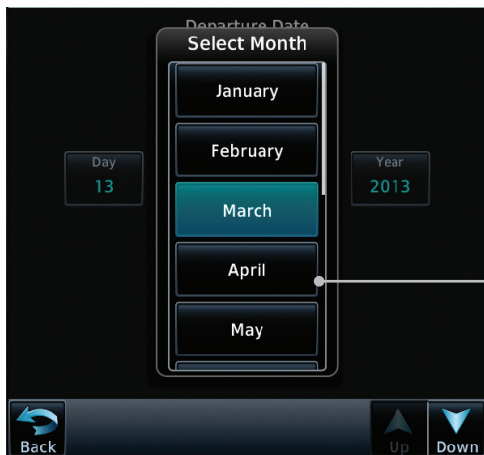 Departure Date
Select Month
January
February
Day
13
March
Year
2013
April
May
Back
Up
Down